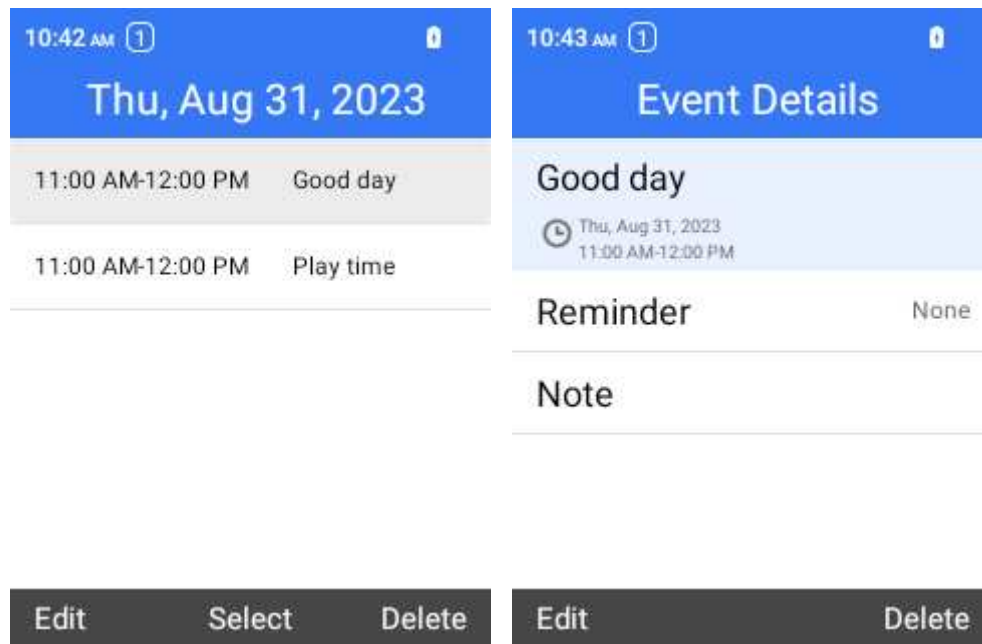 10:42 AM 1
Thu, Aug 31, 2023
11:00 AM-12:00 PM Good day
11:00 AM-12:00 PM Play time
Edit Select Delete
10:43 AM 1
Event Details
Good day
Thu, Aug 31, 2023
11:00 AM-12:00 PM
Reminder None
Note
Edit Delete